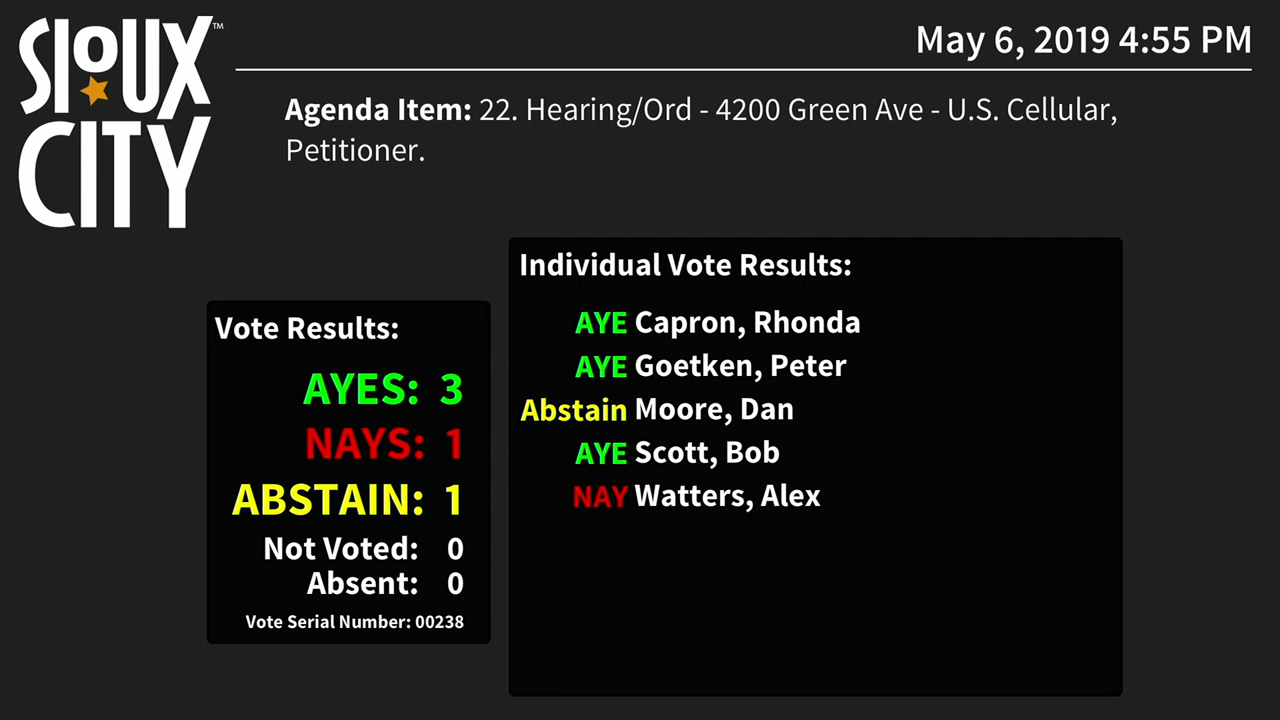 SIOUX™
CITY
May 6, 2019 4:55 PM
Agenda Item: 22. Hearing/Ord - 4200 Green Ave - U.S. Cellular,
Petitioner.
Vote Results:
AYES: 3
NAYS: 1
ABSTAIN: 1
Not Voted: 0
Absent: 0
Vote Serial Number: 00238
Individual Vote Results:
AYE Capron, Rhonda
AYE Goetken, Peter
Abstain Moore, Dan
AYE Scott, Bob
NAY Watters, Alex